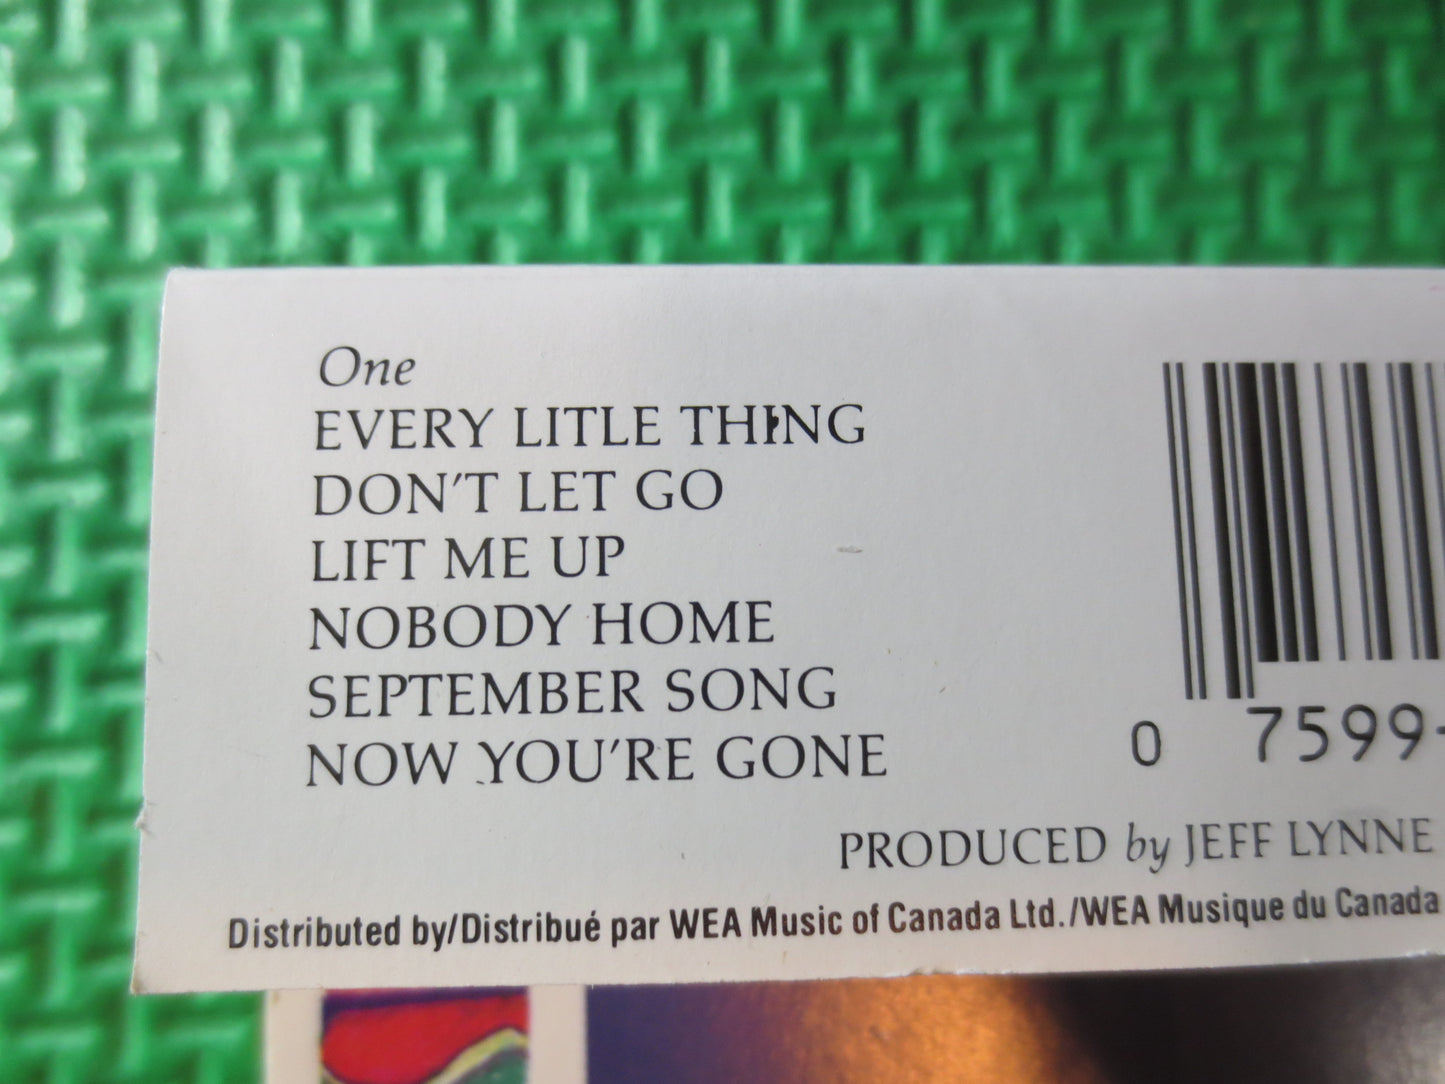 One
EVERY LITLE THING
DON'T LET GO
LIFT ME UP
NOBODY HOME
SEPTEMBER SONG
NOW YOU'RE GONE
0 7599-
PRODUCED by JEFF LYNNE
Distributed by/Distribué par WEA Music of Canada Ltd./WEA Musique du Canada